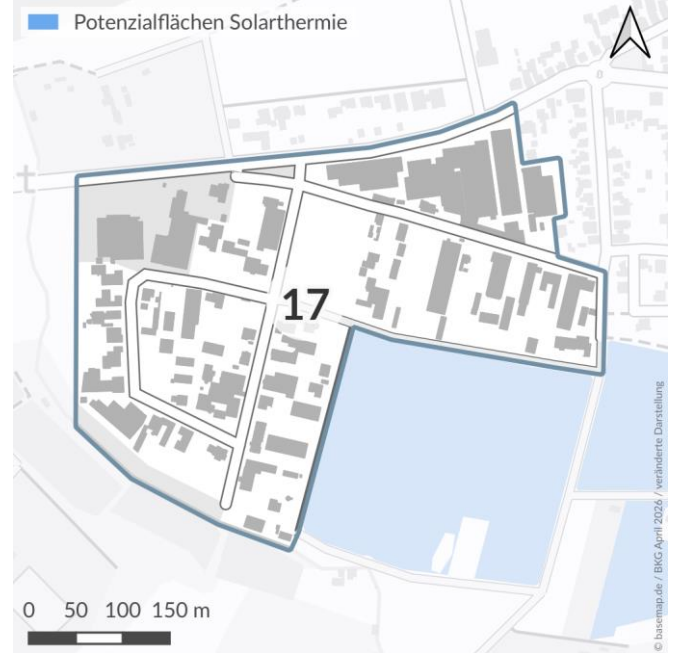 Potenzialflächen Solarthermie
17
0 50 100 150 m
© basemap.de / BKG April 2026 / veränderte Darstellung